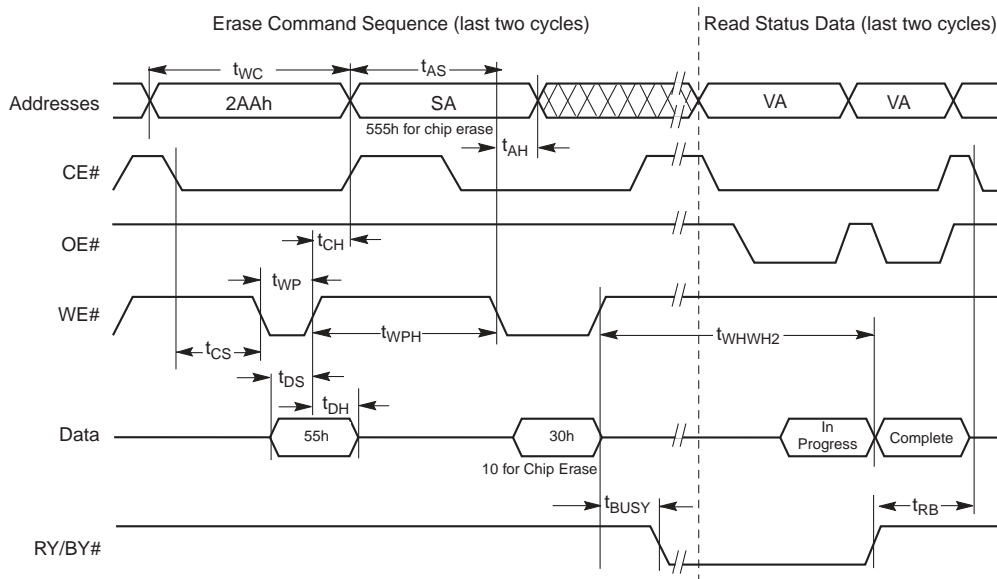 Erase Command Sequence (last two cycles)
Read Status Data (last two cycles)
tWC
tAS
Addresses
2AAh
SA
VA
VA
555h for chip erase
tAH
CE#
OE#
tCH
tWP
WE#
tWPH
tWHWH2
tCS
tDS
tDH
Data
55h
30h
In
Progress
Complete
10 for Chip Erase
tBUSY
tRB
RY/BY#